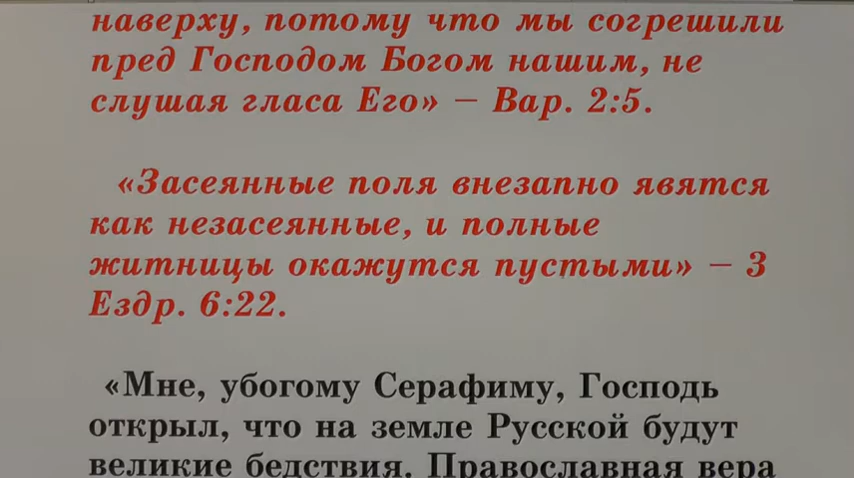 наверху, потому что мы согрешили
пред Господом Богом нашим, не
слушая гласа Его» – Вар. 2:5.
«Засеянные поля внезапно явятся
как незасеянные, и полные
житницы окажутся пустыми» – 3
Ездр. 6:22.
«Мне, убогому Серафиму, Господь
открыл, что на земле Русской будут
великие бедствия. Православная вера